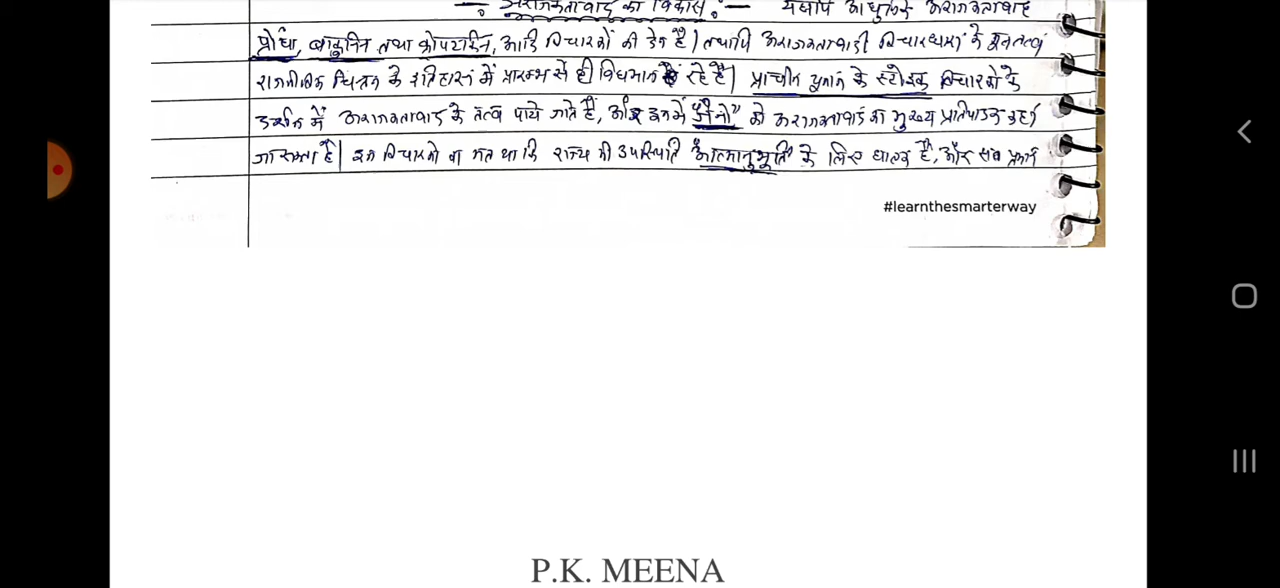 अराजकतावाद का विकास :— यद्यपि आधुनिक अराजकतावाद
प्रोधा, बाकुनिन तथा क्रोपटकिन, आदि विचारकों की देन है। तथापि अराजकतावादी विचारधारा के मूलतत्व
राजनीतिक चिन्तन के इतिहास में प्रारम्भ से ही विधमान रहे है। प्राचीन यूनान के स्टोइक विचारकों के
दर्शन में अराजकतावाद के तत्व पाये जाते हैं, और इनमें "जेनो" को अराजकतावाद का मुख्य प्रतिपादक कहा
जा सकता है। इन विचारकों का मत था कि राज्य की उपस्थिति "आत्मानुभूति" के लिए घातक है, और सब प्रकार
#learnthesmarterway
P.K. MEENA